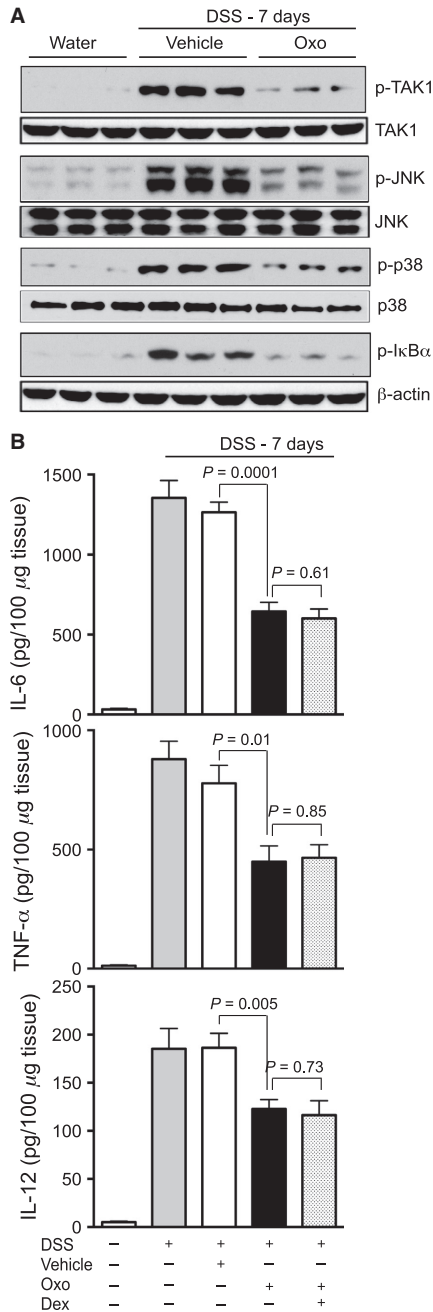 A
DSS - 7 days
Water Vehicle Oxo
p-TAK1
TAK1
p-JNK
JNK
p-p38
p38
p-IκBα
β-actin
B
DSS - 7 days
IL-6 (pg/100 µg tissue)
1500
1000
500
0
P = 0.0001
P = 0.61
TNF-α (pg/100 µg tissue)
1000
500
0
P = 0.01
P = 0.85
IL-12 (pg/100 µg tissue)
250
200
150
100
50
0
P = 0.005
P = 0.73
DSS – + + + +
Vehicle – – + – –
Oxo – – – + +
Dex – – – – +